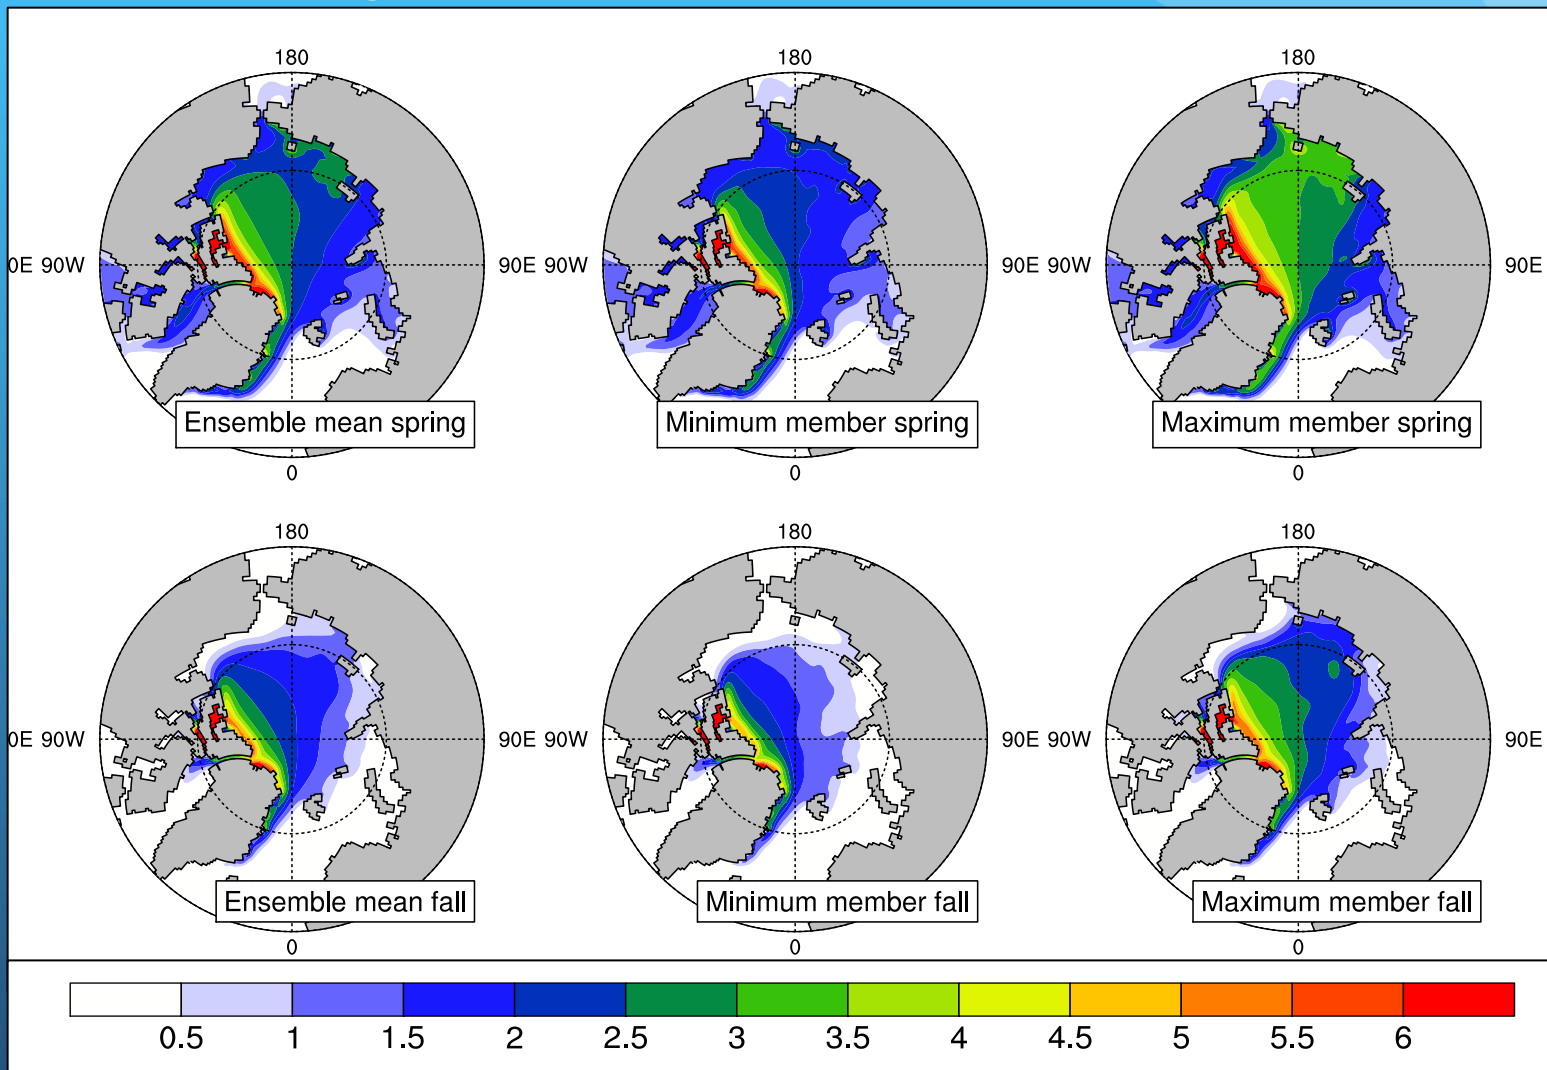 180 180 180
0E 90W 90E 90W 90E 90W 90E
Ensemble mean spring Minimum member spring Maximum member spring
0 0 0
180 180 180
0E 90W 90E 90W 90E 90W 90E
Ensemble mean fall Minimum member fall Maximum member fall
0 0 0
0.5 1 1.5 2 2.5 3 3.5 4 4.5 5 5.5 6